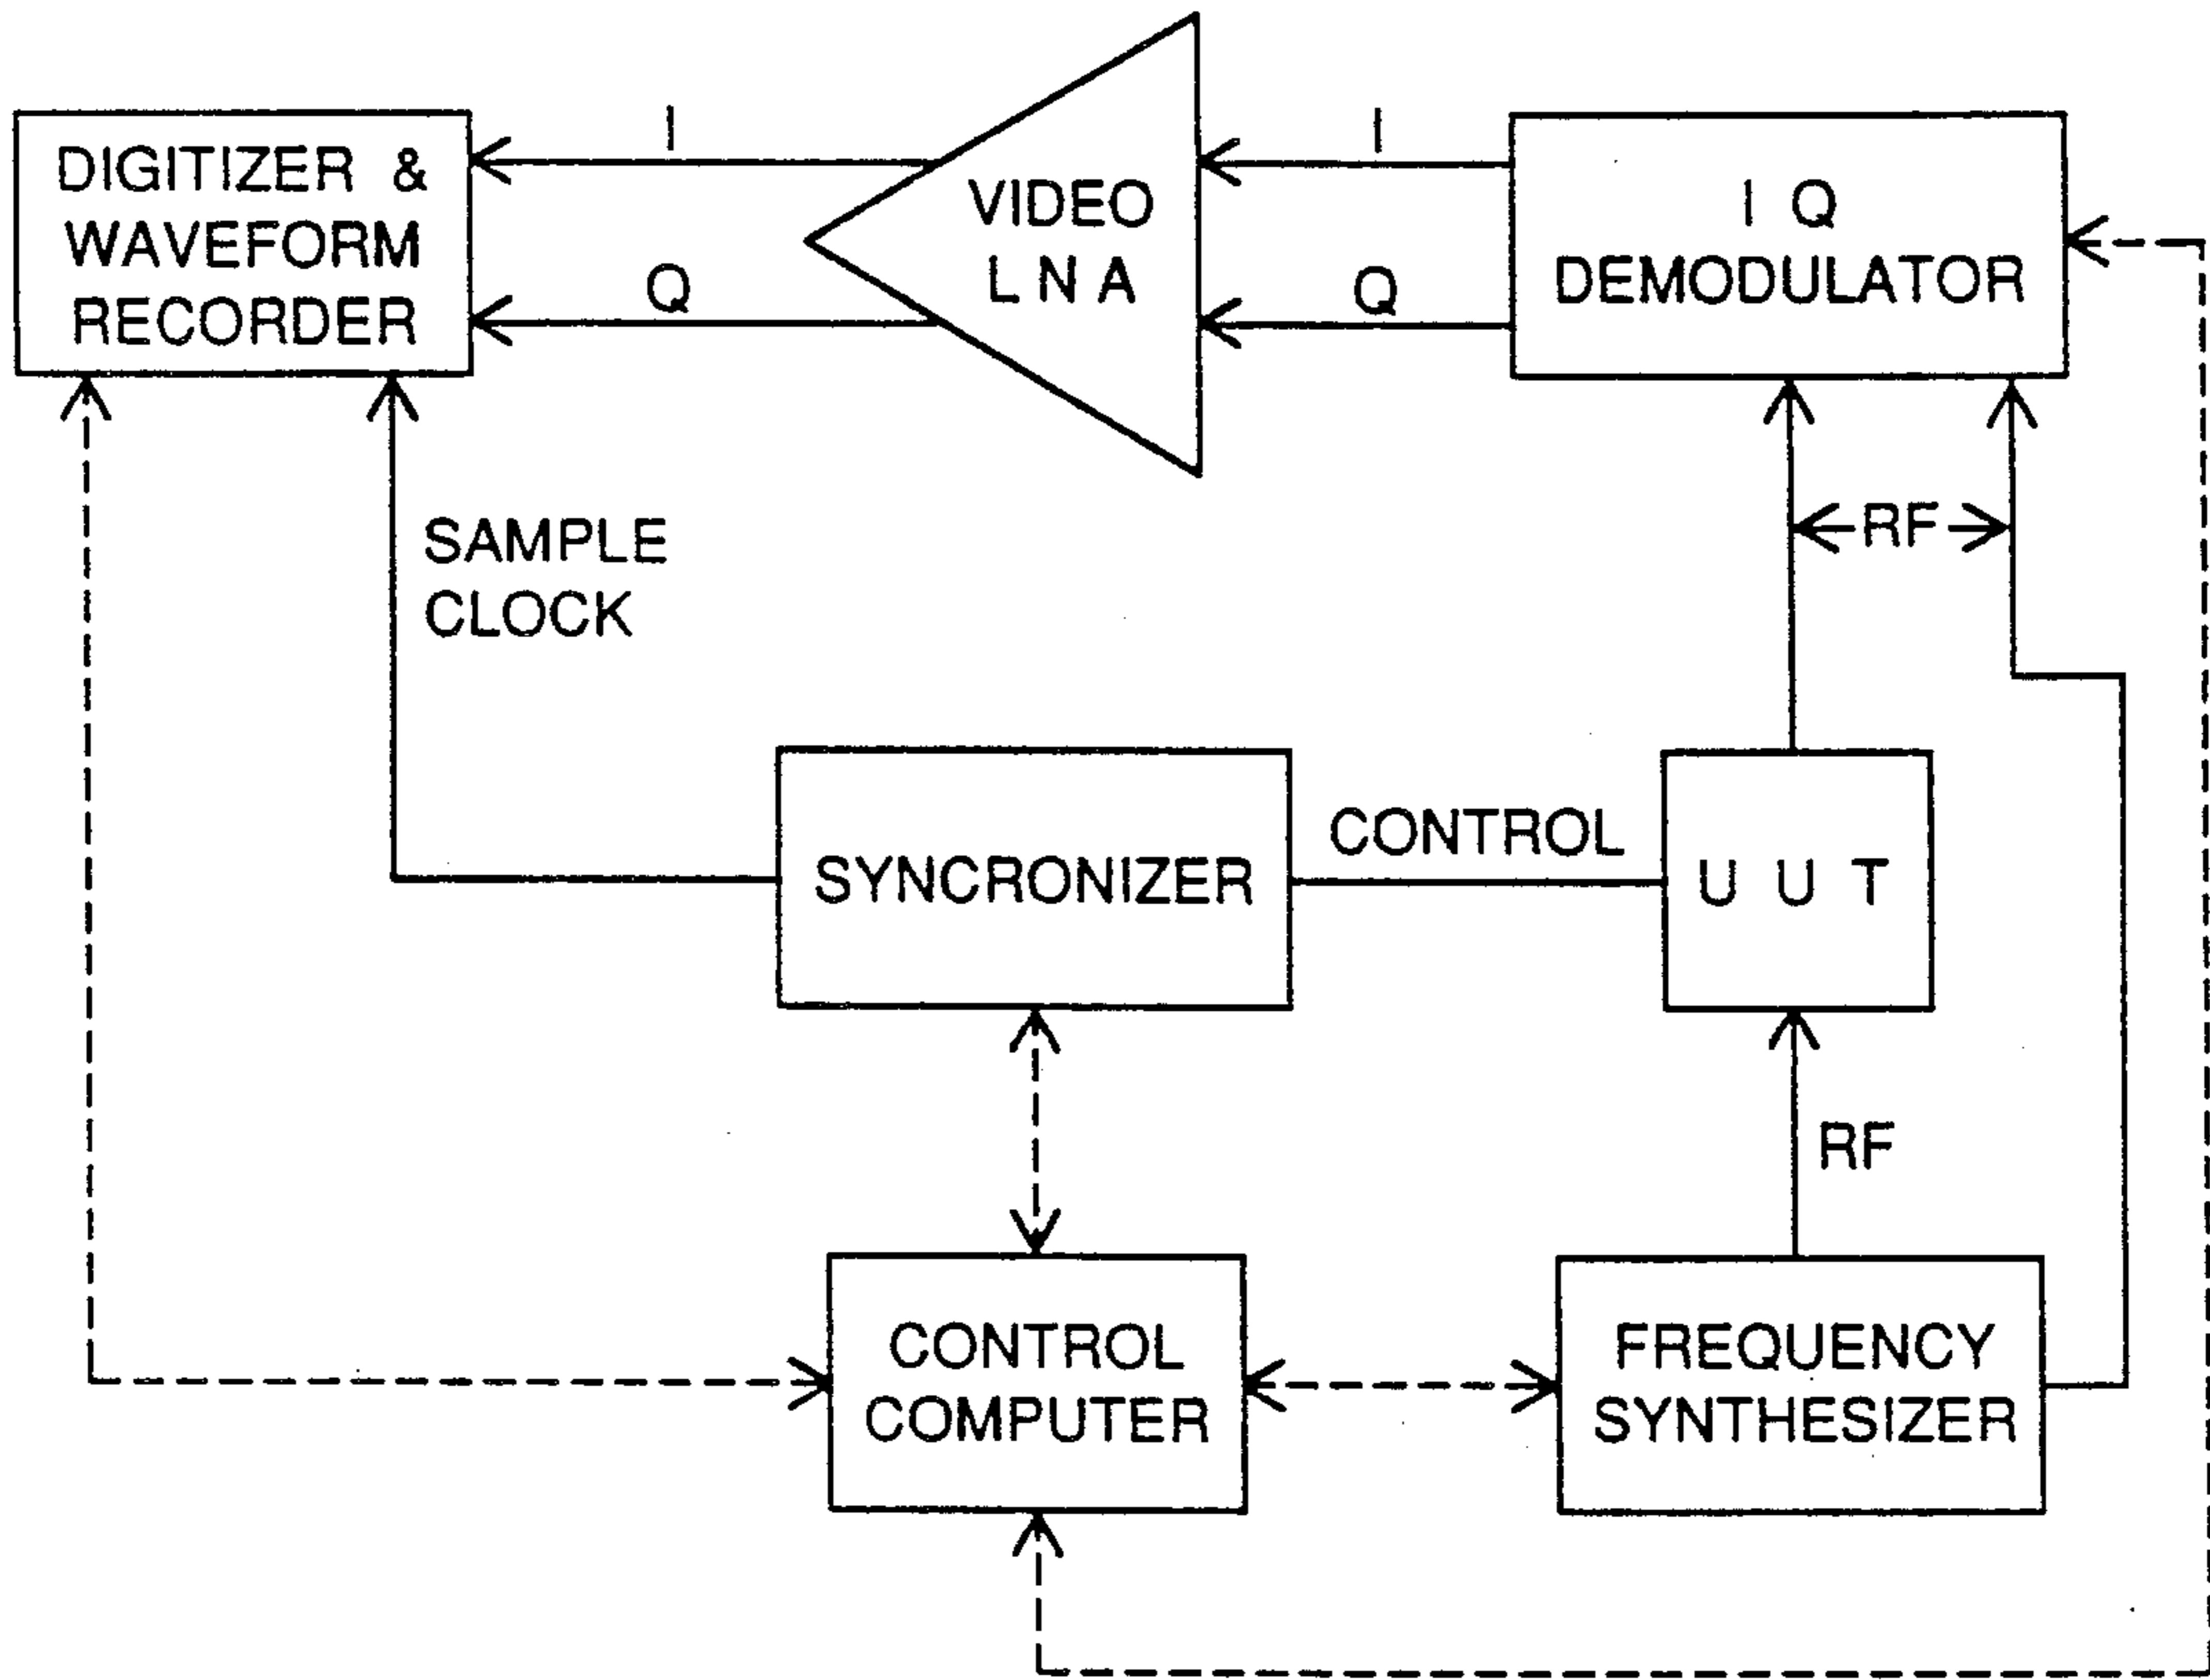 DIGITIZER &
WAVEFORM
RECORDER
I
Q
VIDEO
L N A
I
Q
I Q
DEMODULATOR
SAMPLE
CLOCK
RF
SYNCRONIZER
CONTROL
U U T
RF
CONTROL
COMPUTER
FREQUENCY
SYNTHESIZER